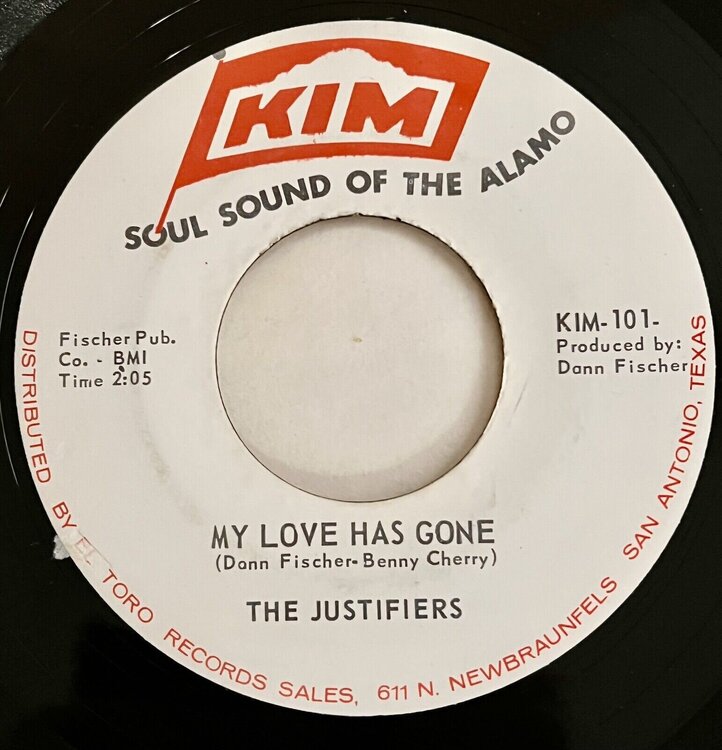 KIM
SOUL SOUND OF THE ALAMO
Fischer Pub.
Co. - BMI
Time 2:05
KIM-101-
Produced by:
Dann Fischer
MY LOVE HAS GONE
(Dann Fischer-Benny Cherry)
THE JUSTIFIERS
DISTRIBUTED BY EL TORO RECORDS SALES, 611 N. NEWBRAUNFELS SAN ANTONIO, TEXAS